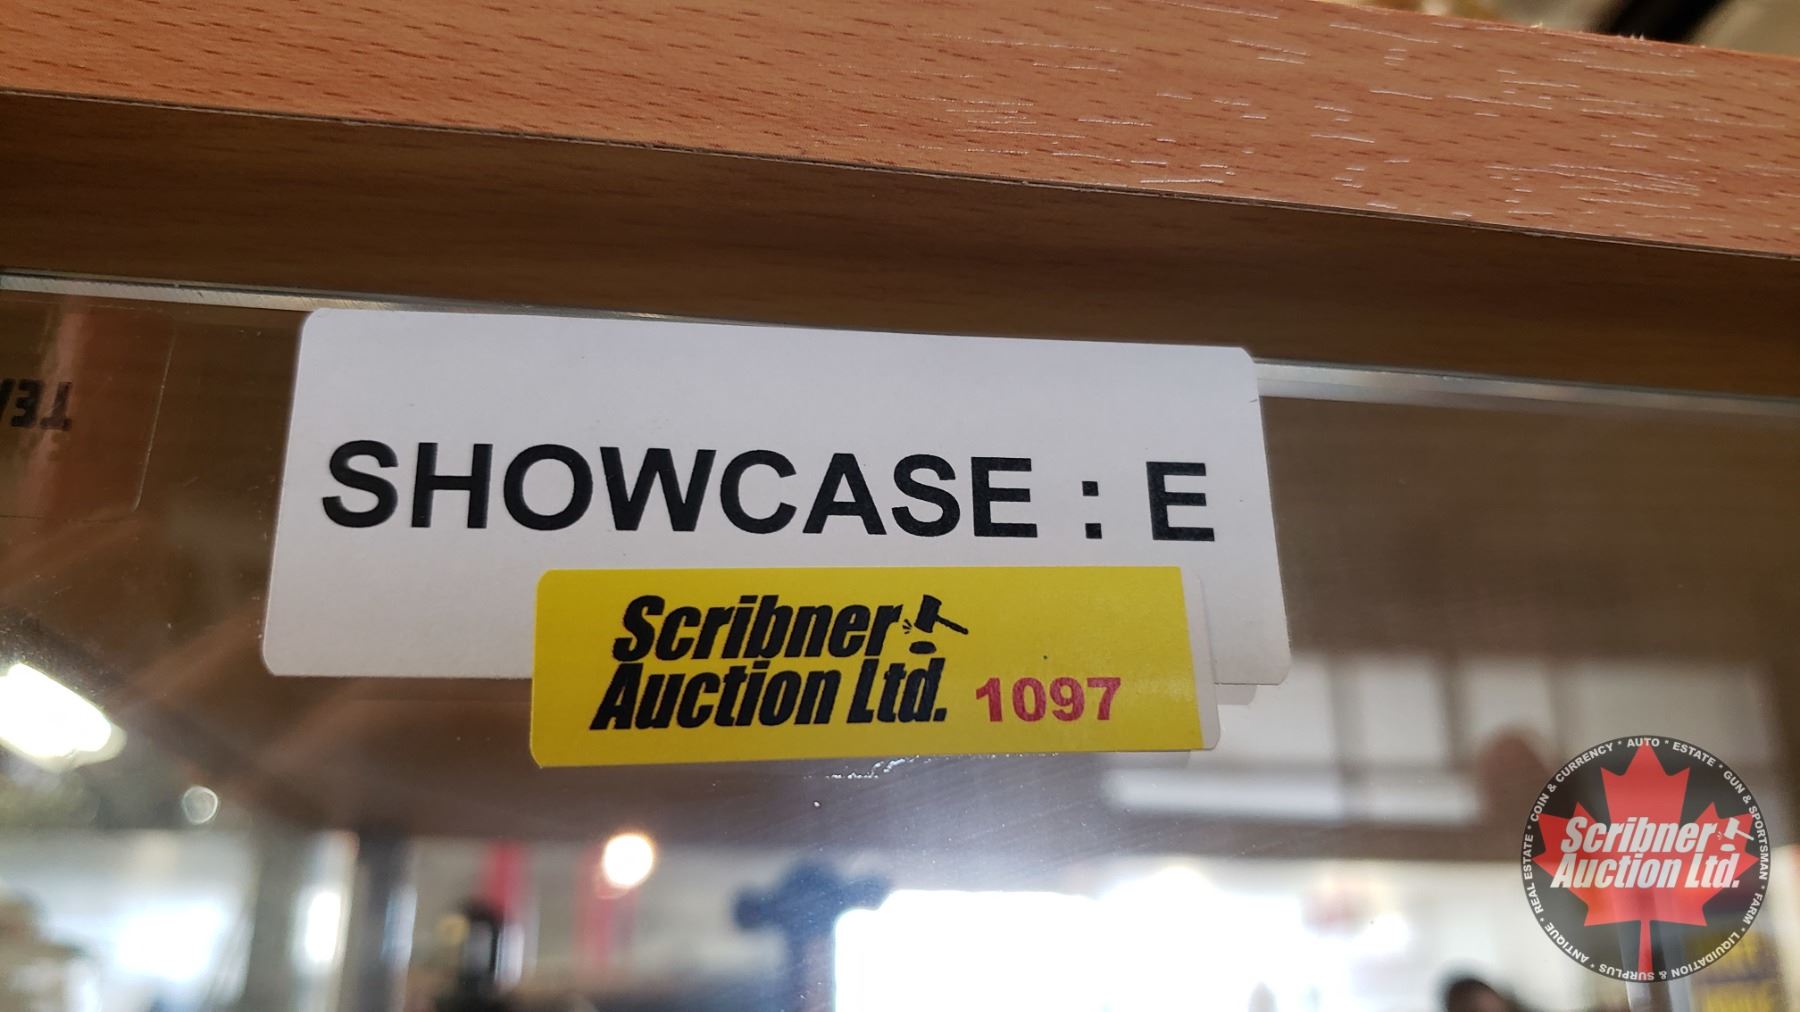 SHOWCASE : E
Scribner
Auction Ltd. 1097
Scribner
Auction Ltd.
ANTIQUE * REAL ESTATE * COIN & CURRENCY * AUTO * ESTATE * GUN & SPORTSMAN * FARM * LIQUIDATION & SURPLUS *